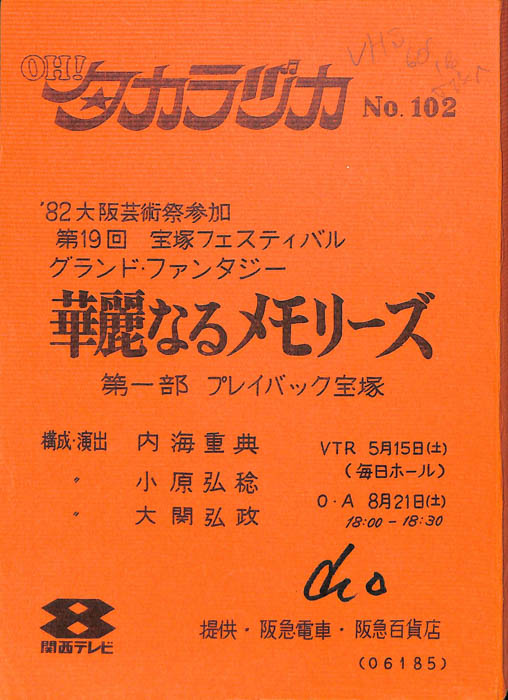 OH!タカラヅカ No. 102
'82大阪芸術祭参加
第19回 宝塚フェスティバル
グランド・ファンタジー
華麗なるメモリーズ
第一部 プレイバック宝塚
構成・演出 内海重典
〃 小原弘稔
〃 大関弘政
VTR 5月15日(土)
(毎日ホール)
O・A 8月21日(土)
18:00-18:30
関西テレビ
提供・阪急電車・阪急百貨店
(06185)